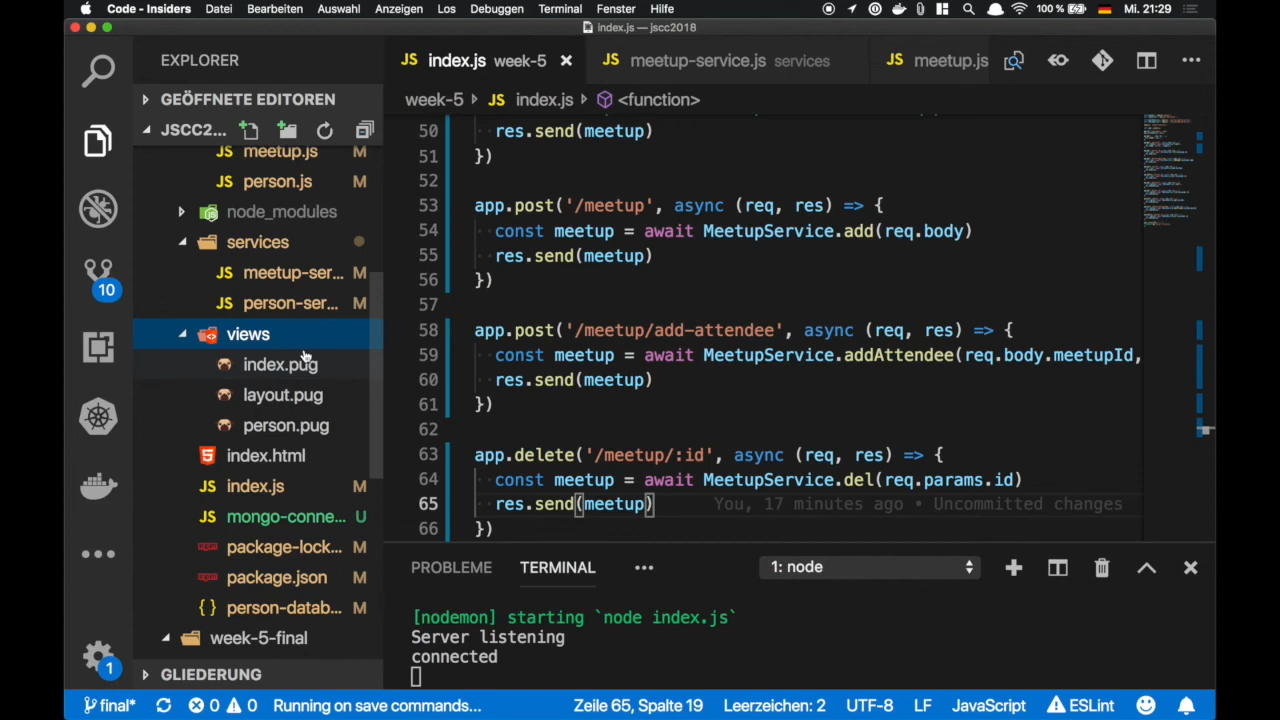 Code - Insiders Datei Bearbeiten Auswahl Anzeigen Los Debuggen Terminal Fenster Hilfe 100 % Mi. 21:29
index.js — jscc2018
EXPLORER
GEÖFFNETE EDITOREN
JSCC2...
meetup.js M
person.js M
node_modules
services
meetup-ser... M
person-ser... M
views
index.pug
layout.pug
person.pug
index.html
index.js M
mongo-conne... U
package-lock... M
package.json M
person-datab... M
week-5-final
GLIEDERUNG
10
1
JS index.js week-5
JS meetup-service.js services
JS meetup.js
week-5 JS index.js <function>
50 res.send(meetup)
51 })
52
53 app.post('/meetup', async (req, res) => {
54 const meetup = await MeetupService.add(req.body)
55 res.send(meetup)
56 })
57
58 app.post('/meetup/add-attendee', async (req, res) => {
59 const meetup = await MeetupService.addAttendee(req.body.meetupId,
60 res.send(meetup)
61 })
62
63 app.delete('/meetup/:id', async (req, res) => {
64 const meetup = await MeetupService.del(req.params.id)
65 res.send(meetup) You, 17 minutes ago • Uncommitted changes
66 })
PROBLEME TERMINAL ... 1: node
[nodemon] starting `node index.js`
Server listening
connected
final* 0 0 Running on save commands... Zeile 65, Spalte 19 Leerzeichen: 2 UTF-8 LF JavaScript ESLint